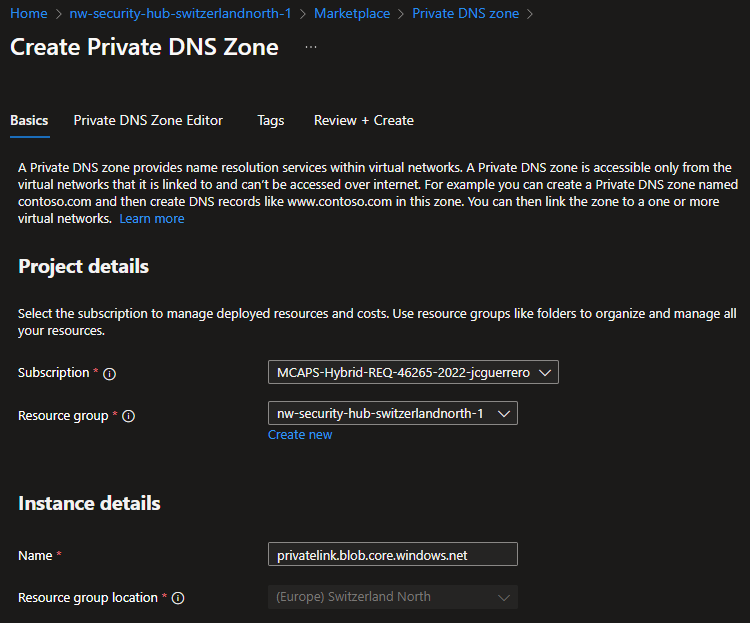 Home > nw-security-hub-switzerlandnorth-1 > Marketplace > Private DNS zone >
Create Private DNS Zone ...
Basics Private DNS Zone Editor Tags Review + Create
A Private DNS zone provides name resolution services within virtual networks. A Private DNS zone is accessible only from the
virtual networks that it is linked to and can't be accessed over internet. For example you can create a Private DNS zone named
contoso.com and then create DNS records like www.contoso.com in this zone. You can then link the zone to a one or more
virtual networks. Learn more
Project details
Select the subscription to manage deployed resources and costs. Use resource groups like folders to organize and manage all
your resources.
Subscription * MCAPS-Hybrid-REQ-46265-2022-jcguerrero
Resource group * nw-security-hub-switzerlandnorth-1
Create new
Instance details
Name * privatelink.blob.core.windows.net
Resource group location * (Europe) Switzerland North